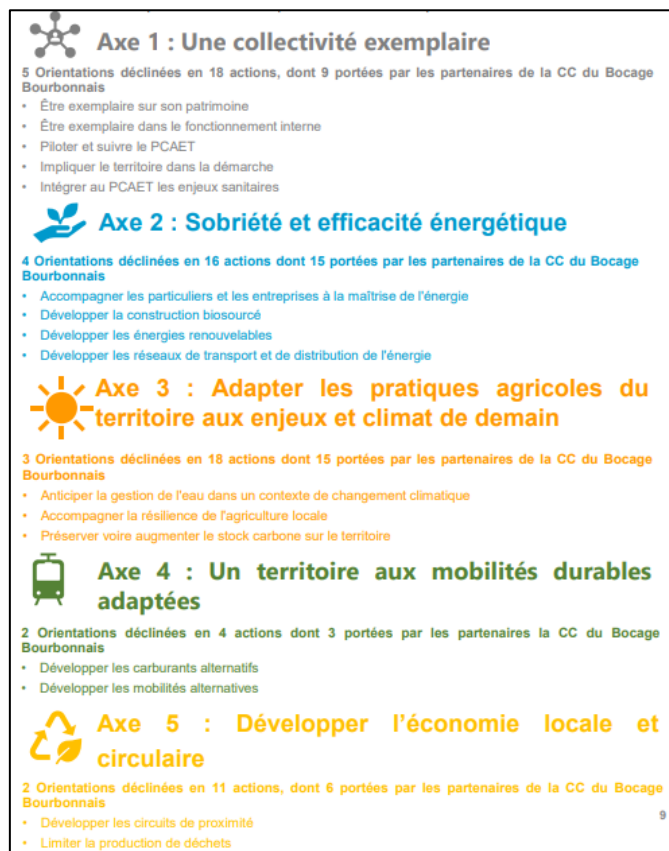 Axe 1 : Une collectivité exemplaire
5 Orientations déclinées en 18 actions, dont 9 portées par les partenaires de la CC du Bocage
Bourbonnais
• Être exemplaire sur son patrimoine
• Être exemplaire dans le fonctionnement interne
• Piloter et suivre le PCAET
• Impliquer le territoire dans la démarche
• Intégrer au PCAET les enjeux sanitaires
Axe 2 : Sobriété et efficacité énergétique
4 Orientations déclinées en 16 actions dont 15 portées par les partenaires de la CC du Bocage
Bourbonnais
• Accompagner les particuliers et les entreprises à la maîtrise de l'énergie
• Développer la construction biosourcé
• Développer les énergies renouvelables
• Développer les réseaux de transport et de distribution de l'énergie
Axe 3 : Adapter les pratiques agricoles du
territoire aux enjeux et climat de demain
3 Orientations déclinées en 18 actions dont 15 portées par les partenaires de la CC du Bocage
Bourbonnais
• Anticiper la gestion de l'eau dans un contexte de changement climatique
• Accompagner la résilience de l'agriculture locale
• Préserver voire augmenter le stock carbone sur le territoire
Axe 4 : Un territoire aux mobilités durables
adaptées
2 Orientations déclinées en 4 actions dont 3 portées par les partenaires la CC du Bocage
Bourbonnais
• Développer les carburants alternatifs
• Développer les mobilités alternatives
Axe 5 : Développer l’économie locale et
circulaire
2 Orientations déclinées en 11 actions, dont 6 portées par les partenaires de la CC du Bocage
Bourbonnais
• Développer les circuits de proximité
• Limiter la production de déchets
9